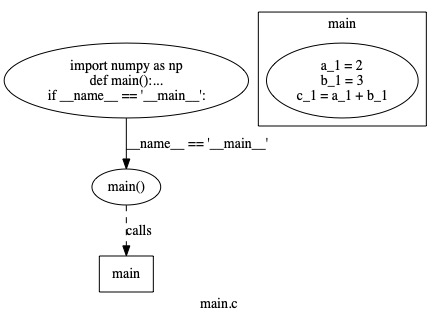 import numpy as np
def main():...
if __name__ == '__main__':
main
a_1 = 2
b_1 = 3
c_1 = a_1 + b_1
__name__ == '__main__'
main()
calls
main
main.c